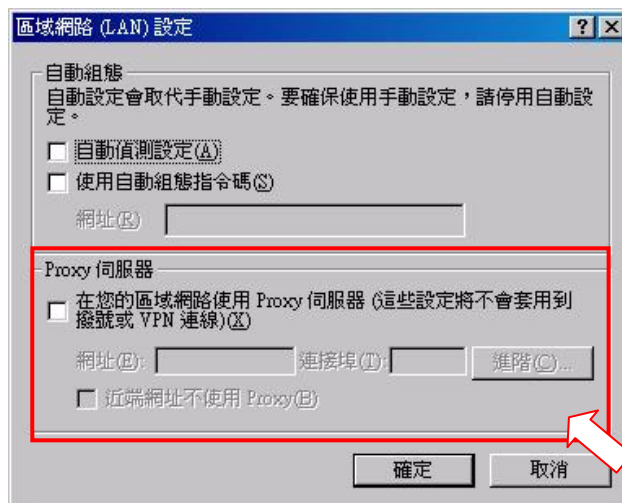 區域網路 (LAN) 設定
自動組態
自動設定會取代手動設定。要確保使用手動設定，請停用自動設
定。
自動偵測設定(A)
使用自動組態指令碼(S)
網址(R)
Proxy 伺服器
在您的區域網路使用 Proxy 伺服器 (這些設定將不會套用到
撥號或 VPN 連線)(X)
網址(E): 連接埠(T): 進階(C)...
近端網址不使用 Proxy(B)
確定 取消